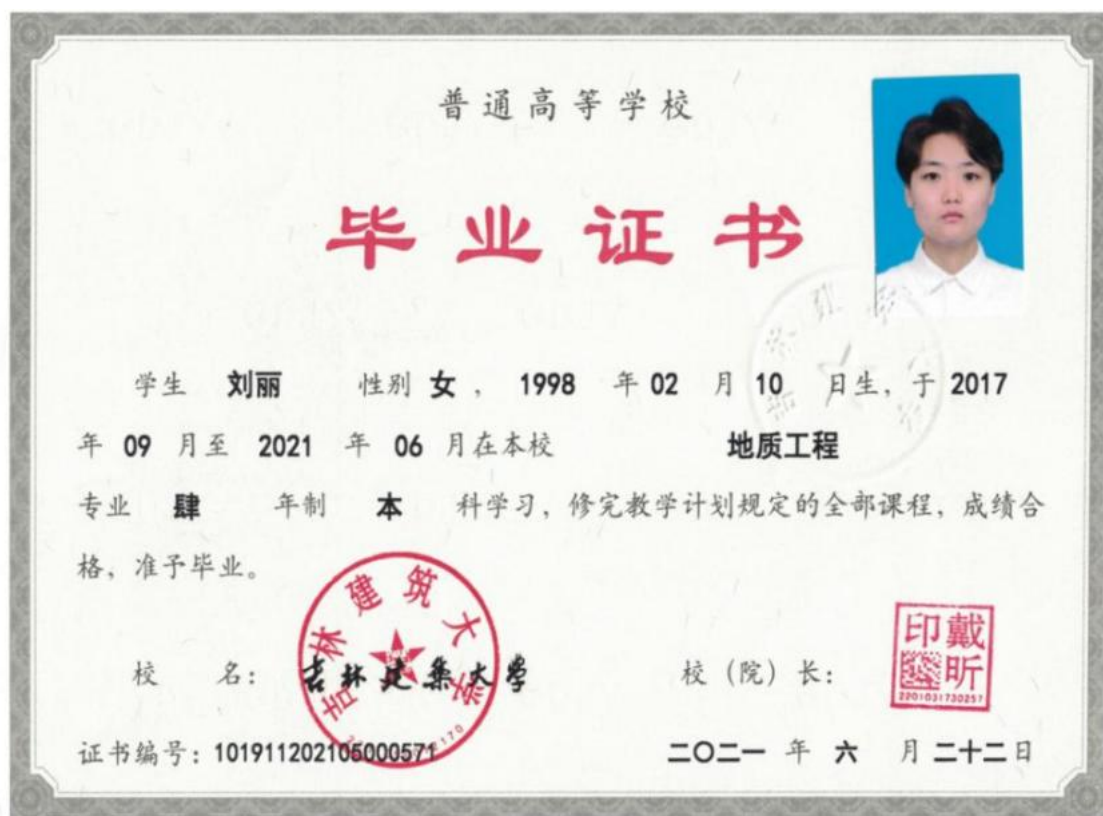 普通高等学校
毕业证书
学生 刘丽 性别 女，1998 年 02 月 10 日生，于 2017
年 09 月至 2021 年 06 月在本校 地质工程
专业 肆 年制 本 科学习，修完教学计划规定的全部课程，成绩合
格，准予毕业。
吉林建筑大学
校 名：吉林建筑大学 校（院）长：
戴昕印
2201031730257
证书编号：101911202105000571 二〇二一 年 六 月 二十二日